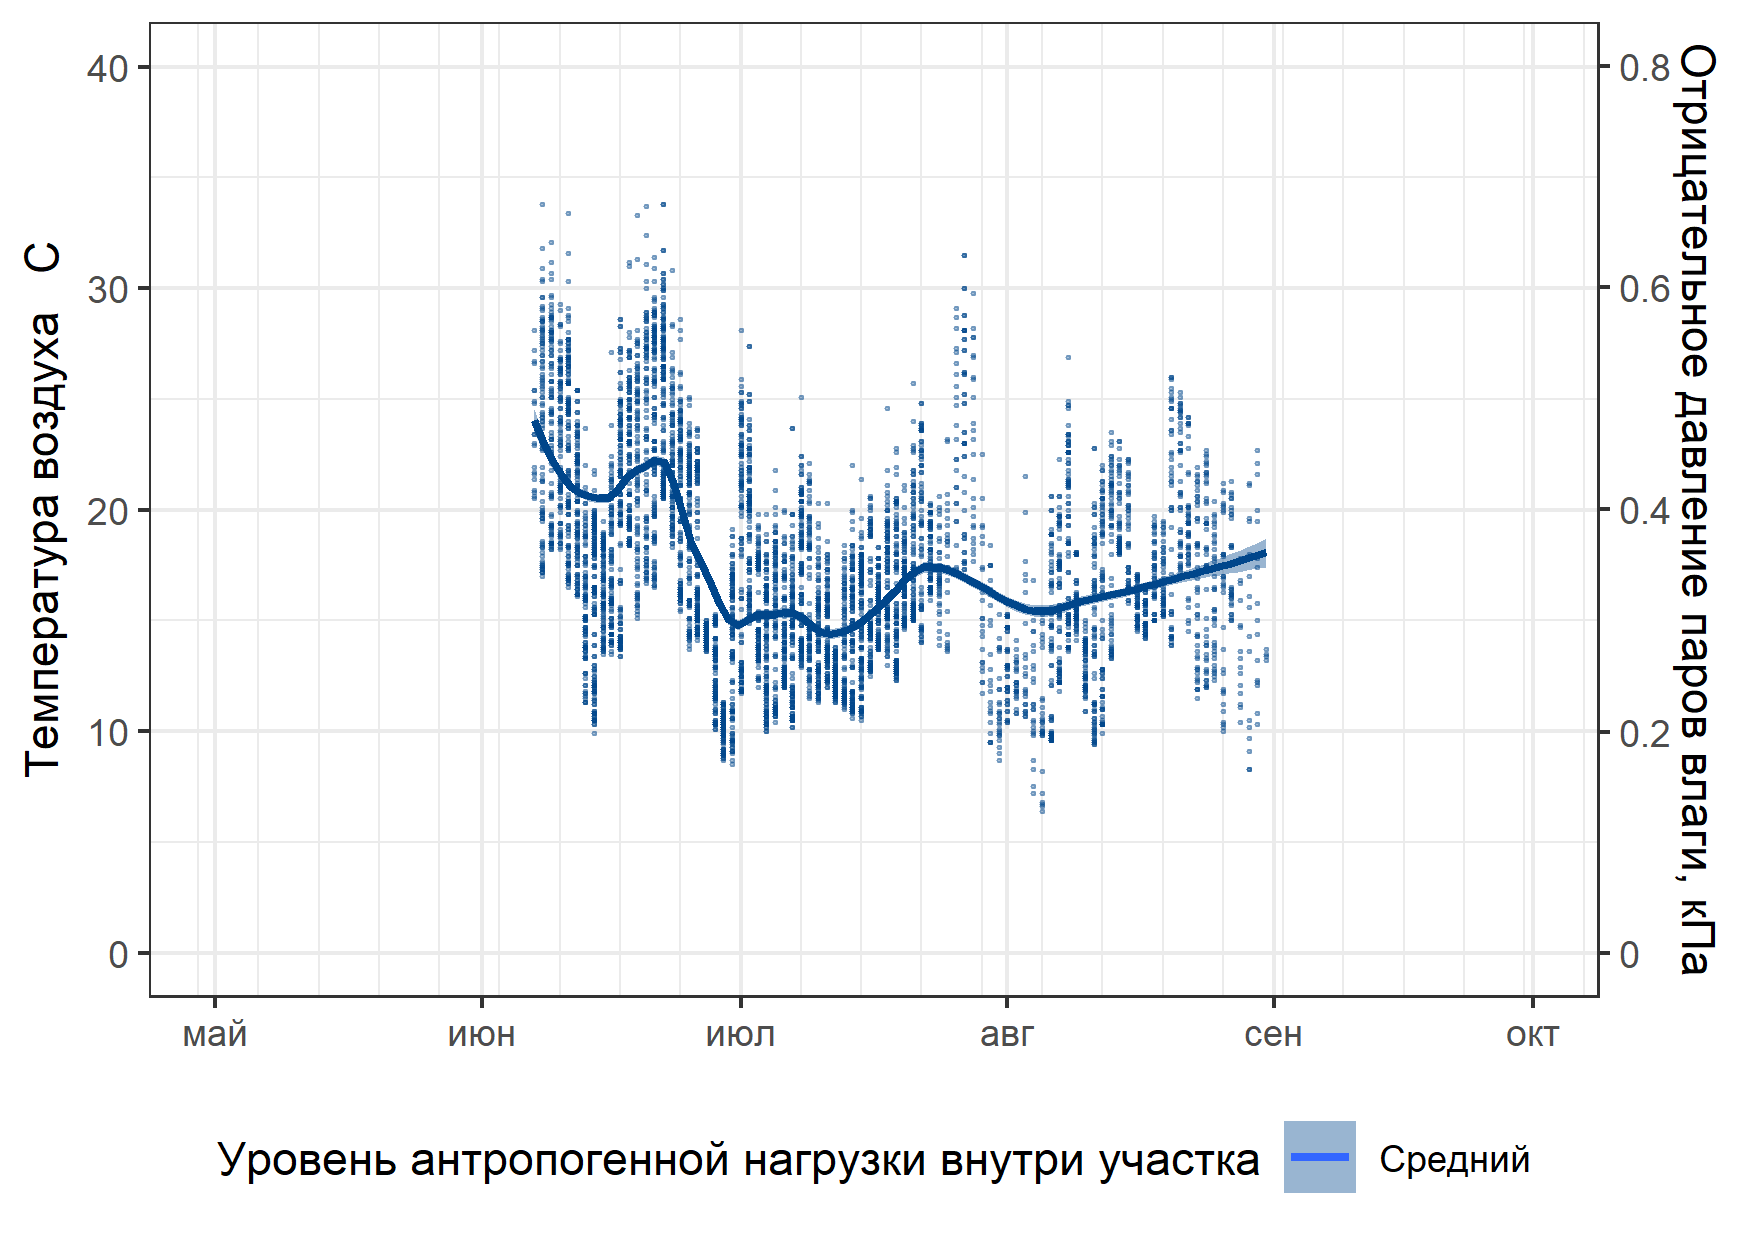 Температура воздуха  С
40
30
20
10
0
0.8
0.6
0.4
0.2
0
Отрицательное давление паров влаги, кПа
май июн июл авг сен окт
Уровень антропогенной нагрузки внутри участка Средний